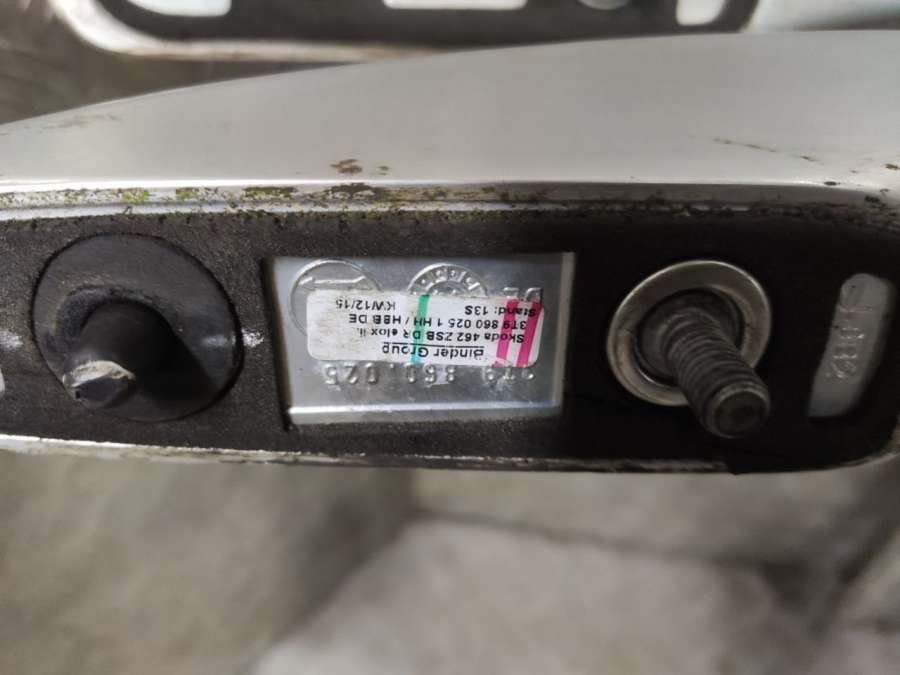 Binder Group
Skoda 462 ZSB DR elox li.
3T9 860 025 1 HH / HBB DE
Stand: 13S
KW12/15
3T9 860. 025